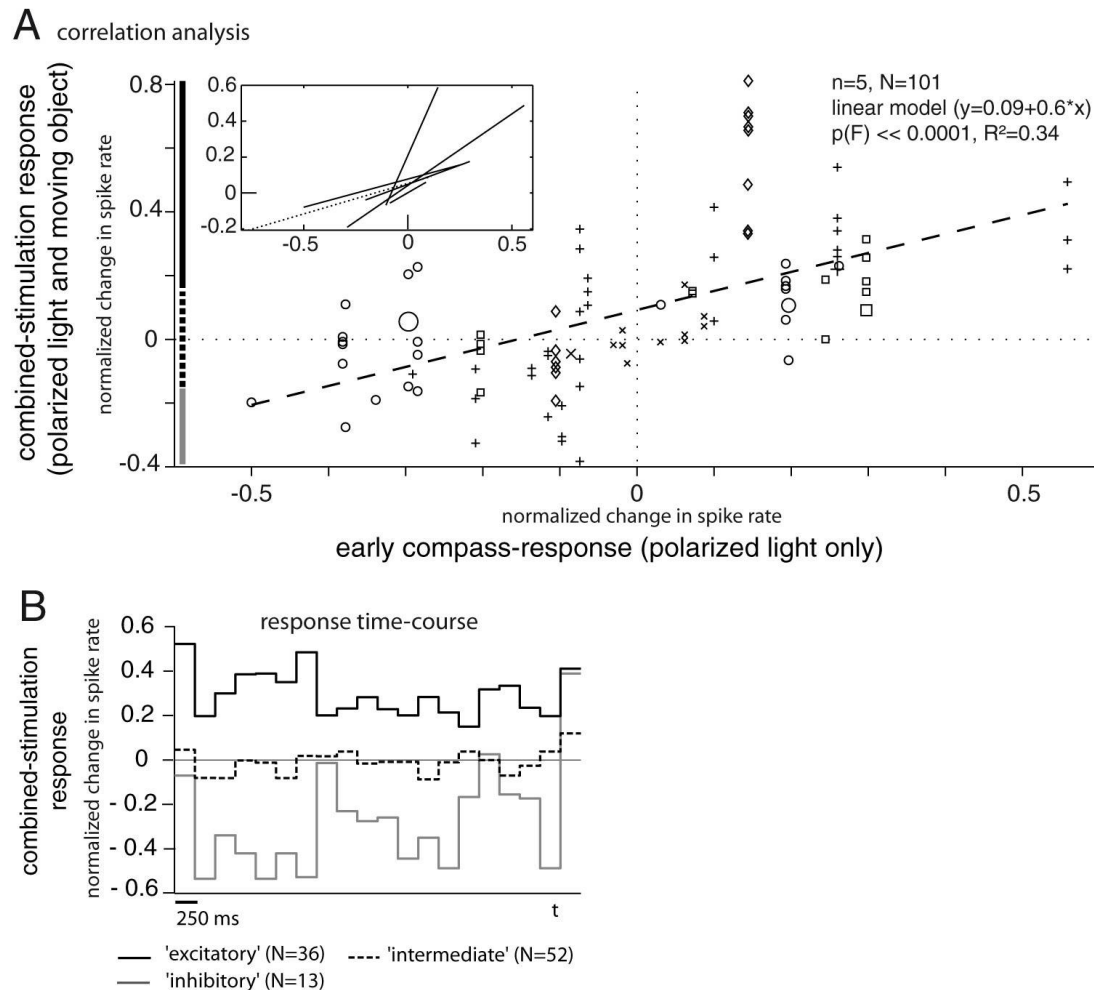 A correlation analysis
combined-stimulation response
(polarized light and moving object)
normalized change in spike rate
0.8
0.4
0
-0.4
0.6
0.4
0.2
0
-0.2
-0.5
0
0.5
n=5, N=101
linear model (y=0.09+0.6*x)
p(F) << 0.0001, R²=0.34
-0.5
0
0.5
normalized change in spike rate
early compass-response (polarized light only)
B
response time-course
combined-stimulation
response
normalized change in spike rate
0.6
0.4
0.2
0
- 0.2
- 0.4
- 0.6
250 ms
t
'excitatory' (N=36)
'intermediate' (N=52)
'inhibitory' (N=13)